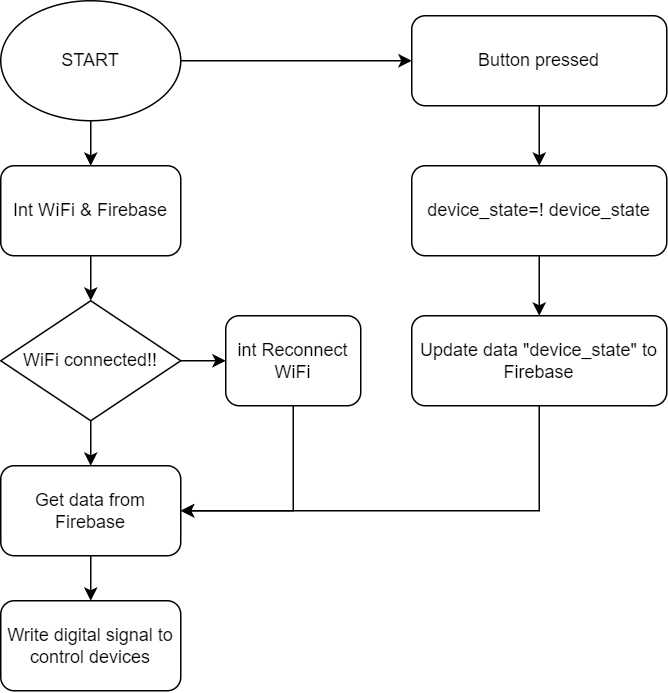 START
Button pressed
Int WiFi & Firebase
device_state=! device_state
WiFi connected!!
int Reconnect
WiFi
Update data "device_state" to
Firebase
Get data from
Firebase
Write digital signal to
control devices